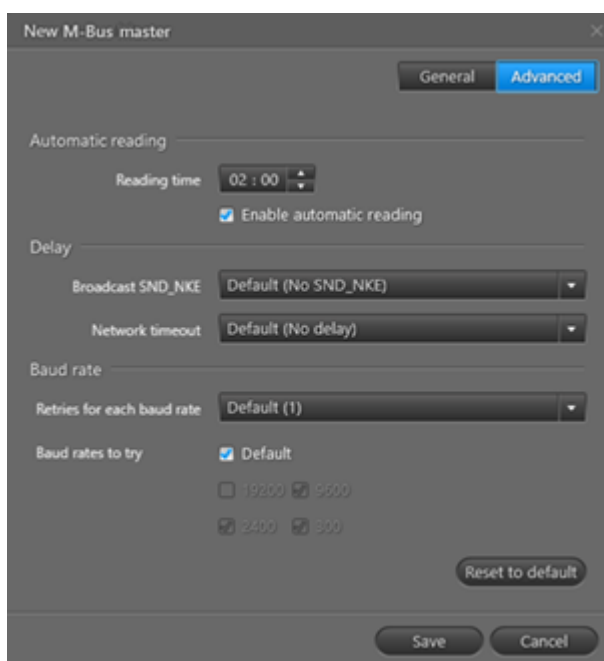 New M-Bus master
General Advanced
Automatic reading
Reading time 02 : 00
Enable automatic reading
Delay
Broadcast SND_NKE Default (No SND_NKE)
Network timeout Default (No delay)
Baud rate
Retries for each baud rate Default (1)
Baud rates to try Default
19200 9600
2400 300
Reset to default
Save Cancel